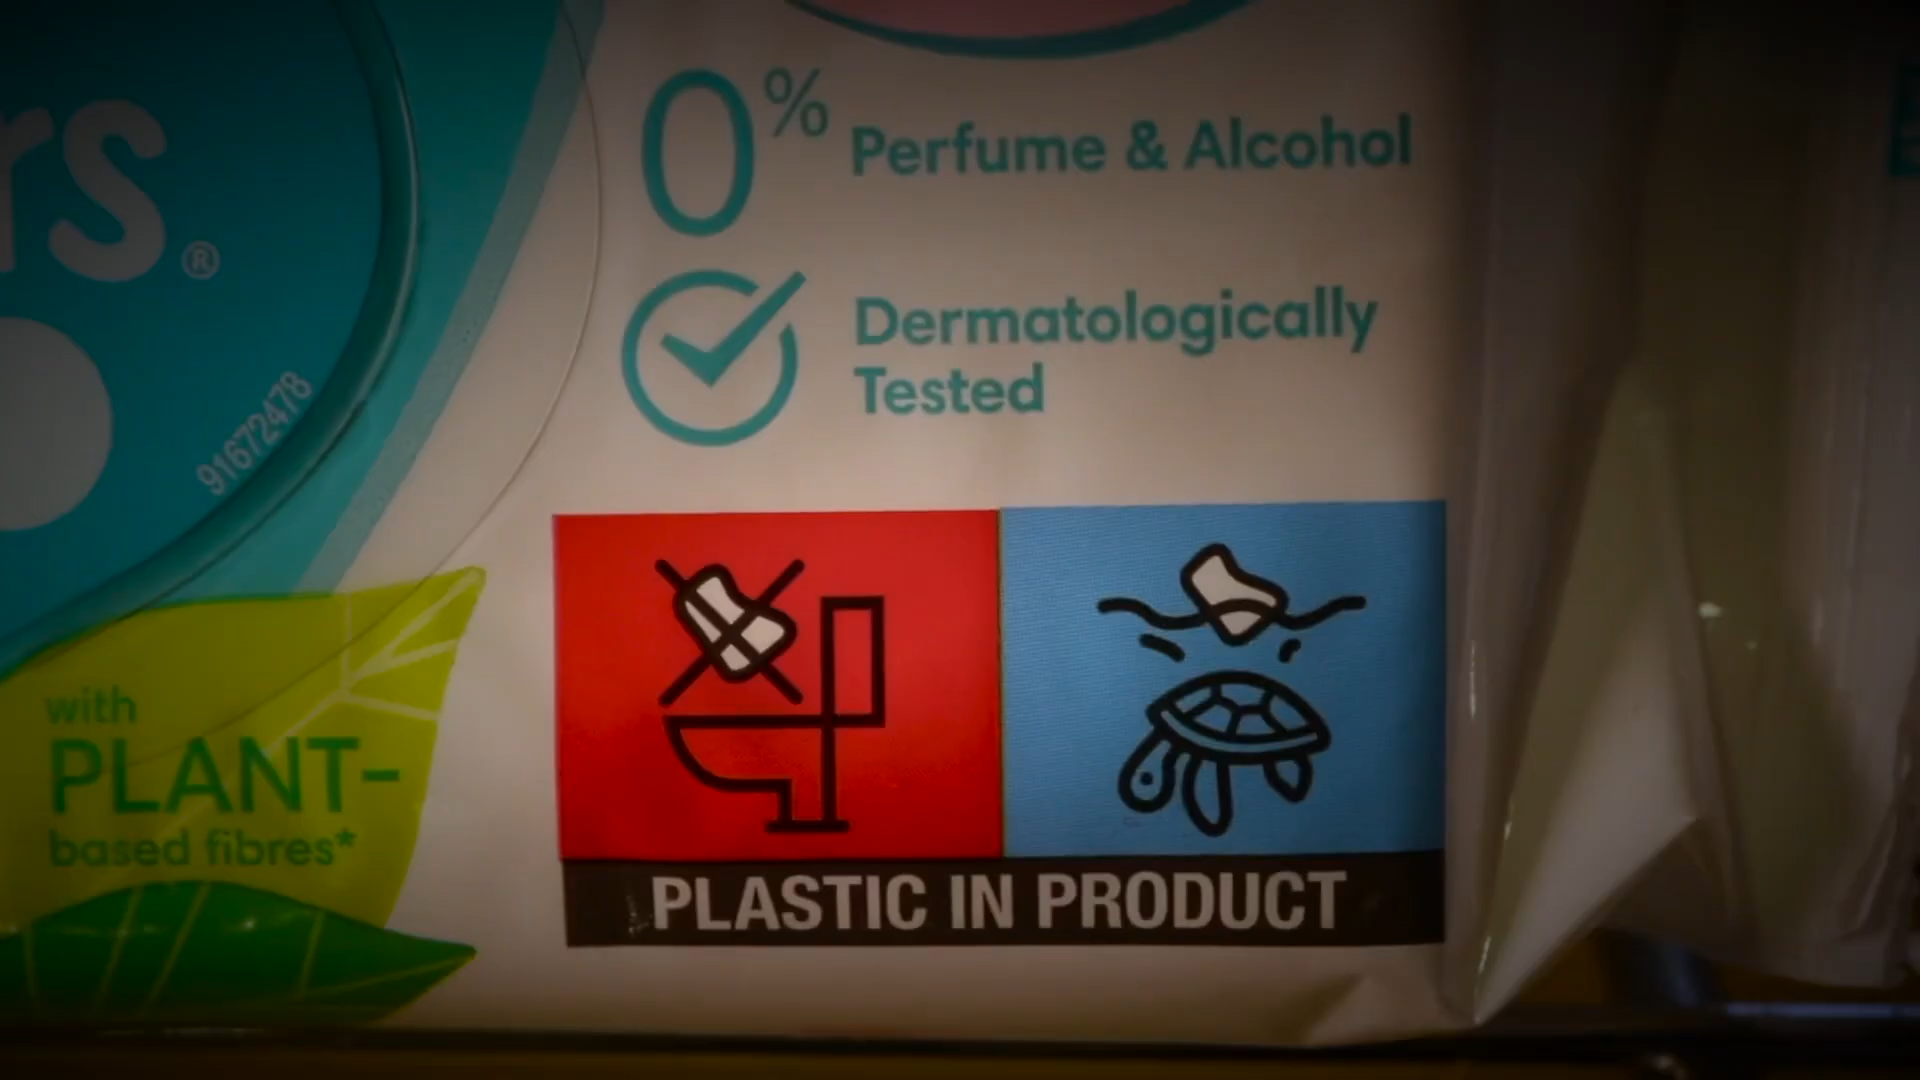 rs®
91672478
0% Perfume & Alcohol
Dermatologically
Tested
with
PLANT-
based fibres*
PLASTIC IN PRODUCT